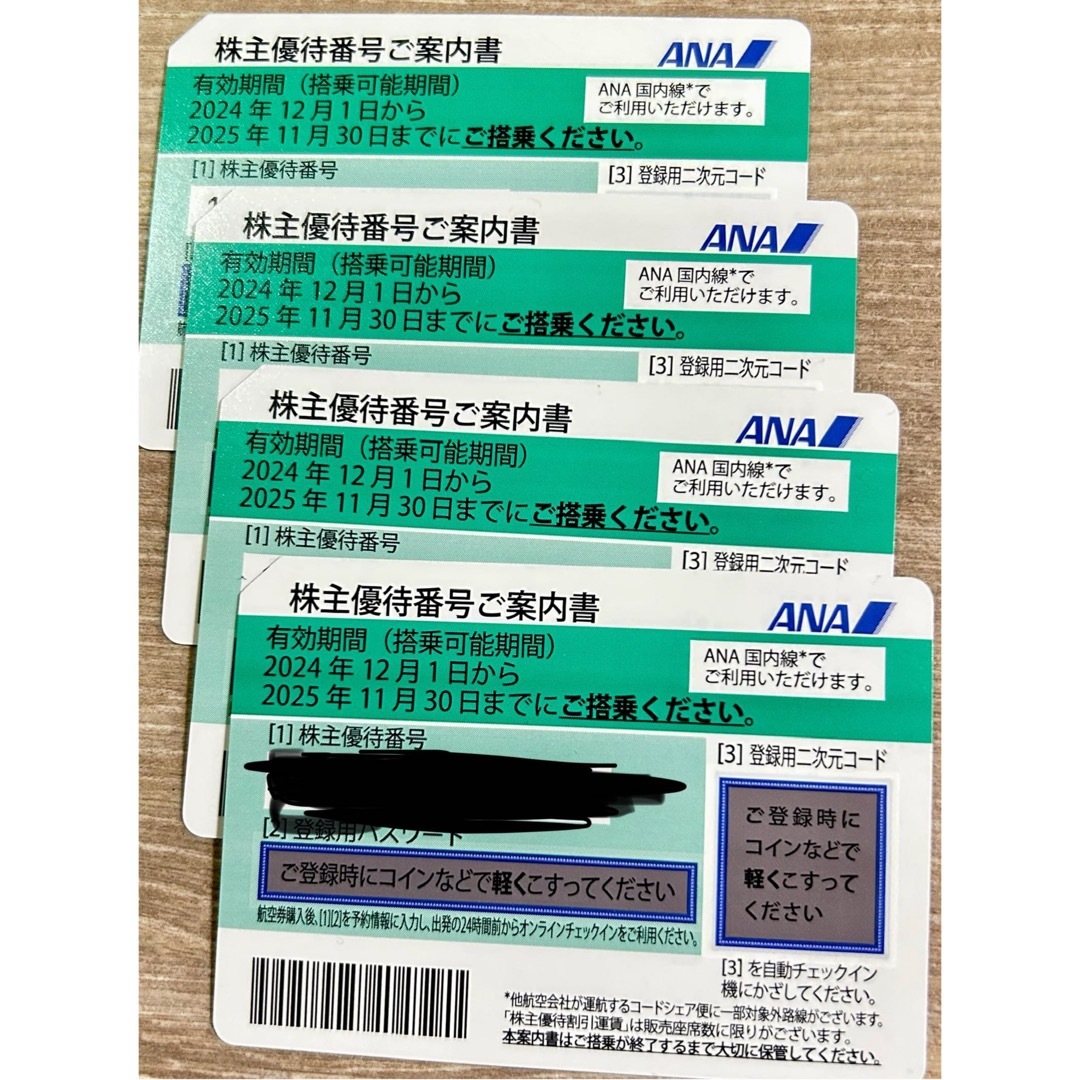 株主優待番号ご案内書
ANA
有効期間（搭乗可能期間）
2024年12月1日から
2025年11月30日までにご搭乗ください。
ANA国内線*で
ご利用いただけます。
[1] 株主優待番号
[3] 登録用二次元コード
株主優待番号ご案内書
ANA
有効期間（搭乗可能期間）
2024年12月1日から
2025年11月30日までにご搭乗ください。
ANA国内線*で
ご利用いただけます。
[1] 株主優待番号
[3] 登録用二次元コード
株主優待番号ご案内書
ANA
有効期間（搭乗可能期間）
2024年12月1日から
2025年11月30日までにご搭乗ください。
ANA国内線*で
ご利用いただけます。
[1] 株主優待番号
[3] 登録用二次元コード
株主優待番号ご案内書
ANA
有効期間（搭乗可能期間）
2024年12月1日から
2025年11月30日までにご搭乗ください。
ANA国内線*で
ご利用いただけます。
[1] 株主優待番号
[2] 登録用パスワード
ご登録時にコインなどで軽くこすってください
航空券購入後、[1][2]を予約情報に入力し、出発の24時間前からオンラインチェックインをご利用ください。
[3] 登録用二次元コード
ご登録時に
コインなどで
軽くこすって
ください
[3] を自動チェックイン
機にかざしてください。
*他航空会社が運航するコードシェア便に一部対象外路線がございます。
「株主優待割引運賃」は販売座席数に限りがございます。
本案内書はご搭乗が終了するまで大切に保管してください。